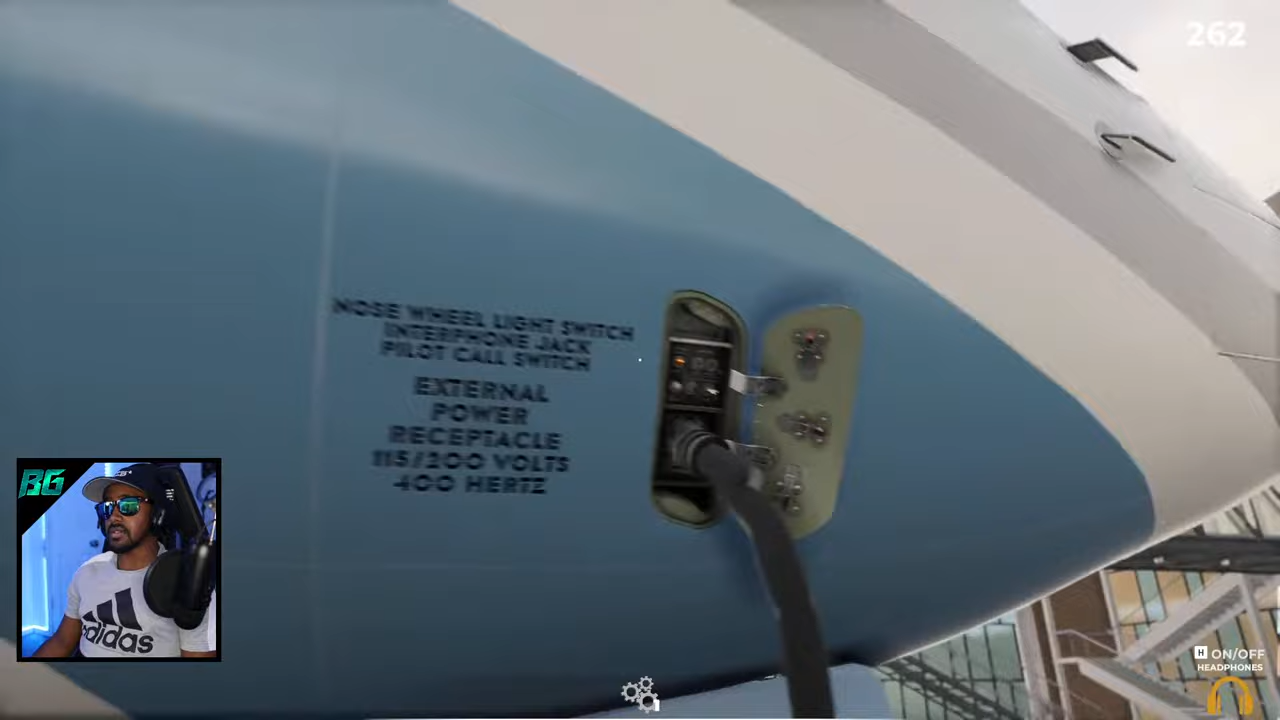 262
NOSE WHEEL LIGHT SWITCH
INTERPHONE JACK
PILOT CALL SWITCH
EXTERNAL
POWER
RECEPTACLE
115/200 VOLTS
400 HERTZ
BG
adidas
H ON/OFF
HEADPHONES